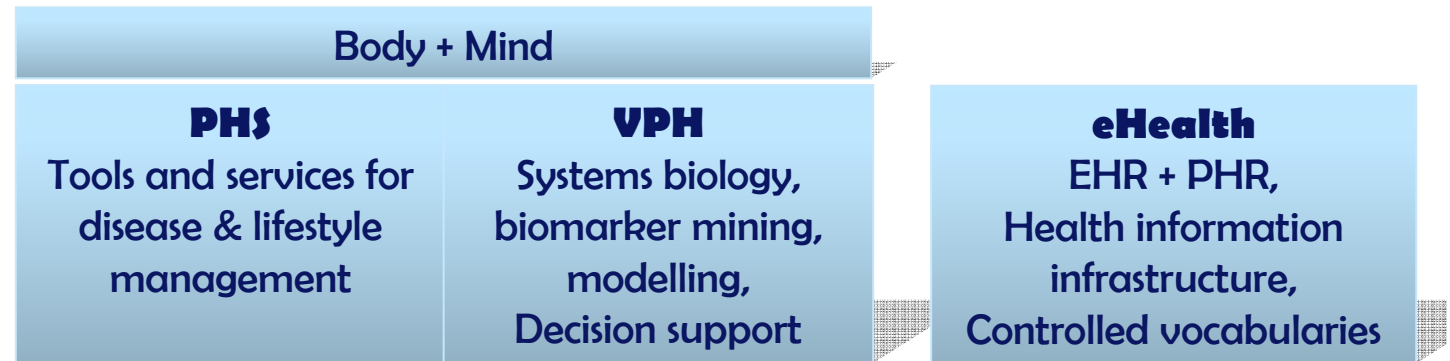 Body + Mind
PHS
Tools and services for
disease & lifestyle
management
VPH
Systems biology,
biomarker mining,
modelling,
Decision support
eHealth
EHR + PHR,
Health information
infrastructure,
Controlled vocabularies